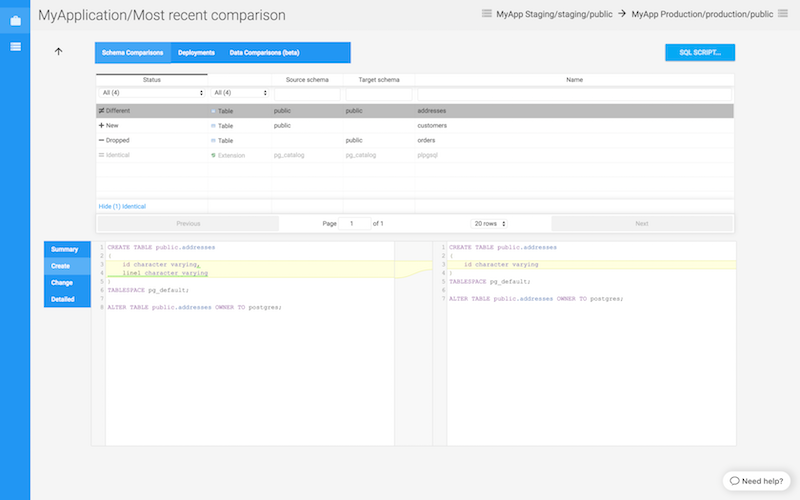 MyApplication/Most recent comparison
MyApp Staging/staging/public → MyApp Production/production/public
Schema Comparisons Deployments Data Comparisons (beta)
SQL SCRIPT...
Status Source schema Target schema Name
All (4) All (4)
Different Table public public addresses
New Table public customers
Dropped Table public orders
Identical Extension pg_catalog pg_catalog plpgsql
Hide (1) Identical
Previous Page 1 of 1 20 rows Next
Summary
Create
Change
Detailed
1 CREATE TABLE public.addresses
2 (
3 id character varying,
4 line1 character varying
5 )
6 TABLESPACE pg_default;
7
8 ALTER TABLE public.addresses OWNER TO postgres;
1 CREATE TABLE public.addresses
2 (
3 id character varying
4 )
5 TABLESPACE pg_default;
6
7 ALTER TABLE public.addresses OWNER TO postgres;
Need help?